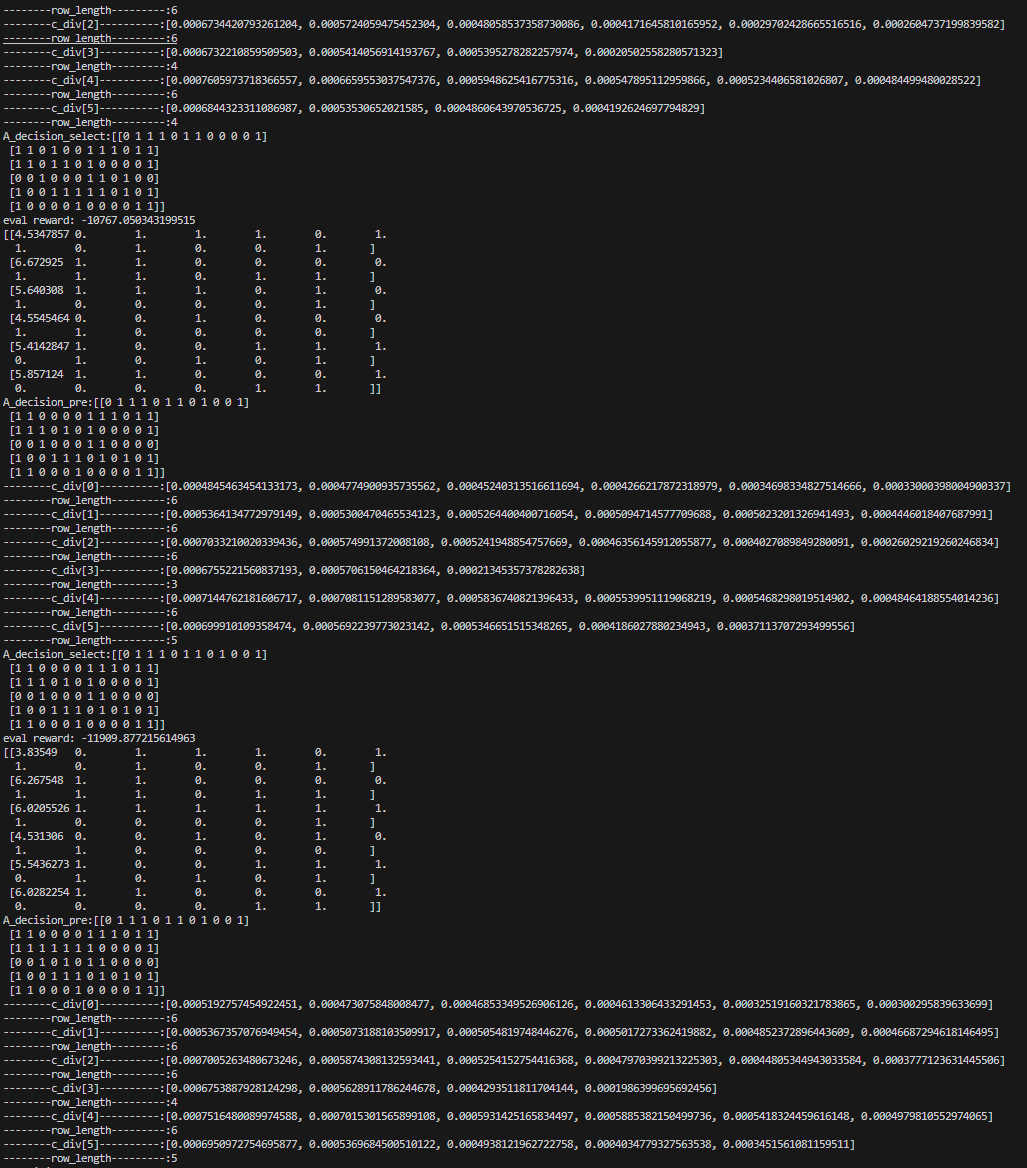 --------row_length---------:6
--------c_div[2]----------:[0.0006734420793261204, 0.0005724059475452304, 0.00048058537358730086, 0.0004171645810165952, 0.00029702428665516516, 0.0002604737199839582]
--------row_length---------:6
--------c_div[3]----------:[0.0006732210859509503, 0.0005414056914193767, 0.0005395278282257974, 0.00020502558280571323]
--------row_length---------:4
--------c_div[4]----------:[0.0007605973718366557, 0.0006659553037547376, 0.0005948625416775316, 0.000547895112959866, 0.0005234406581026807, 0.000484499480028522]
--------row_length---------:6
--------c_div[5]----------:[0.0006844323311086987, 0.00053530652021585, 0.0004860643970536725, 0.0004192624697794829]
--------row_length---------:4
A_decision_select:[[0 1 1 1 0 1 1 0 0 0 0 1]
[1 1 0 1 0 0 1 1 1 0 1 1]
[1 1 0 1 1 0 1 0 0 0 0 1]
[0 0 1 0 0 0 1 1 0 1 0 0]
[1 0 0 1 1 1 1 1 0 1 0 1]
[1 0 0 0 0 1 0 0 0 0 1 1]]
eval reward: -10767.050343199515
[[4.5347857 0. 1. 1. 1. 0. 1.
1. 0. 1. 0. 0. 1. ]
[6.672925 1. 1. 0. 0. 0. 0.
1. 1. 1. 0. 1. 1. ]
[5.640308 1. 1. 1. 0. 1. 0.
1. 0. 0. 0. 0. 1. ]
[4.5545464 0. 0. 1. 0. 0. 0.
1. 1. 0. 0. 0. 0. ]
[5.4142847 1. 0. 0. 1. 1. 1.
0. 1. 0. 1. 0. 1. ]
[5.857124 1. 1. 0. 0. 0. 1.
0. 0. 0. 0. 1. 1. ]]
A_decision_pre:[[0 1 1 1 0 1 1 0 1 0 0 1]
[1 1 0 0 0 0 1 1 1 0 1 1]
[1 1 1 0 1 0 1 0 0 0 0 1]
[0 0 1 0 0 0 1 1 0 0 0 0]
[1 0 0 1 1 1 0 1 0 1 0 1]
[1 1 0 0 0 1 0 0 0 0 1 1]]
--------c_div[0]----------:[0.0004845463454133173, 0.0004774900935735562, 0.00045240313516611694, 0.0004266217872318979, 0.00034698334827514666, 0.00033000398004900337]
--------row_length---------:6
--------c_div[1]----------:[0.0005364134772979149, 0.0005300470465534123, 0.0005264400400716054, 0.0005094714577709688, 0.0005023201326941493, 0.0004446018407687991]
--------row_length---------:6
--------c_div[2]----------:[0.0007033210020339436, 0.000574991372008108, 0.0005241948854757669, 0.00046356145912055877, 0.0004027089849280091, 0.00026029219260246834]
--------row_length---------:6
--------c_div[3]----------:[0.0006755221560837193, 0.0005706150464218364, 0.00021345357378282638]
--------row_length---------:3
--------c_div[4]----------:[0.0007144762181606717, 0.0007081151289583077, 0.0005836740821396433, 0.0005539951119068219, 0.0005468298019514902, 0.00048464188554014236]
--------row_length---------:6
--------c_div[5]----------:[0.000699910109358474, 0.0005692239773023142, 0.0005346651515348265, 0.0004186027880234943, 0.00037113707293499556]
--------row_length---------:5
A_decision_select:[[0 1 1 1 0 1 1 0 1 0 0 1]
[1 1 0 0 0 0 1 1 1 0 1 1]
[1 1 1 0 1 0 1 0 0 0 0 1]
[0 0 1 0 0 0 1 1 0 0 0 0]
[1 0 0 1 1 1 0 1 0 1 0 1]
[1 1 0 0 0 1 0 0 0 0 1 1]]
eval reward: -11909.877215614963
[[3.83549 0. 1. 1. 1. 0. 1.
1. 0. 1. 0. 0. 1. ]
[6.267548 1. 1. 0. 0. 0. 0.
1. 1. 1. 0. 1. 1. ]
[6.0205526 1. 1. 1. 1. 1. 1.
1. 0. 0. 0. 0. 1. ]
[4.531306 0. 0. 1. 0. 1. 0.
1. 1. 0. 0. 0. 0. ]
[5.5436273 1. 0. 0. 1. 1. 1.
0. 1. 0. 1. 0. 1. ]
[6.0282254 1. 1. 0. 0. 0. 1.
0. 0. 0. 0. 1. 1. ]]
A_decision_pre:[[0 1 1 1 0 1 1 0 1 0 0 1]
[1 1 0 0 0 0 1 1 1 0 1 1]
[1 1 1 1 1 1 1 0 0 0 0 1]
[0 0 1 0 1 0 1 1 0 0 0 0]
[1 0 0 1 1 1 0 1 0 1 0 1]
[1 1 0 0 0 1 0 0 0 0 1 1]]
--------c_div[0]----------:[0.0005192757454922451, 0.000473075848008477, 0.00046853349526906126, 0.0004613306433291453, 0.00032519160321783865, 0.000300295839633699]
--------row_length---------:6
--------c_div[1]----------:[0.0005367357076949454, 0.0005073188103509917, 0.0005054819748446276, 0.0005017273362419882, 0.0004852372896443609, 0.00046687294618146495]
--------row_length---------:6
--------c_div[2]----------:[0.0007005263480673246, 0.0005874308132593441, 0.0005254152754416368, 0.00047970399213225303, 0.00044805344943033584, 0.0003777123631445506]
--------row_length---------:6
--------c_div[3]----------:[0.0006753887928124298, 0.0005628911786244678, 0.0004293511811704144, 0.0001986399695692456]
--------row_length---------:4
--------c_div[4]----------:[0.0007516480089974588, 0.0007015301565899108, 0.0005931425165834497, 0.0005885382150499736, 0.0005418324459616148, 0.0004979810552974065]
--------row_length---------:6
--------c_div[5]----------:[0.0006950972754695877, 0.0005369684500510122, 0.0004938121962722758, 0.0004034779327563538, 0.0003451561081159511]
--------row_length---------:5